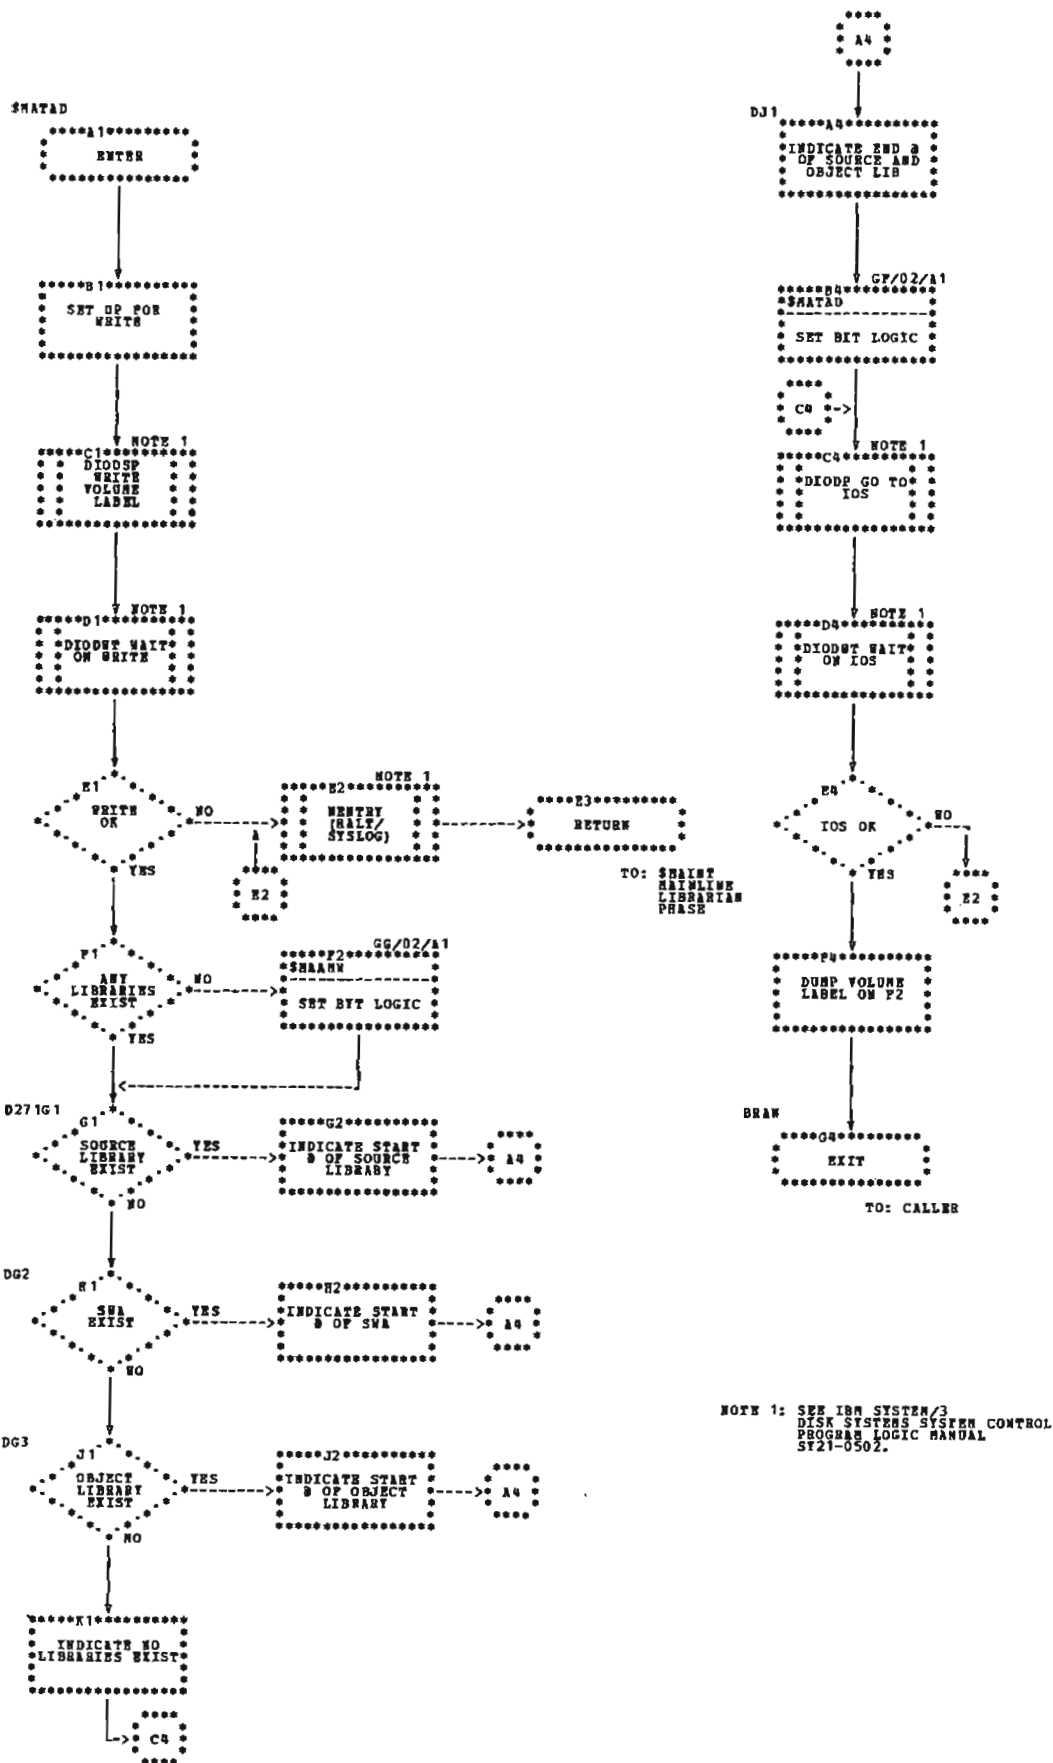 $MATAD
A1
ENTER
B1
SET UP FOR
WRITE
NOTE 1
C1
DIODSP
WRITE
VOLUME
LABEL
NOTE 1
D1
DIODWT WAIT
ON WRITE
E1
WRITE
OK
NO
YES
NOTE 1
E2
NENTRY
(HALT/
SYSLOG)
E2
E3
RETURN
TO: $MAINT
MAINLINE
LIBRARIAN
PHASE
F1
ANY
LIBRARIES
EXIST
NO
YES
GG/02/A1
F2
$MAAMW
SET BYT LOGIC
D271G1
G1
SOURCE
LIBRARY
EXIST
YES
NO
G2
INDICATE START
@ OF SOURCE
LIBRARY
A4
DG2
H1
SWA
EXIST
YES
NO
H2
INDICATE START
@ OF SWA
A4
DG3
J1
OBJECT
LIBRARY
EXIST
YES
NO
J2
INDICATE START
@ OF OBJECT
LIBRARY
A4
K1
INDICATE NO
LIBRARIES EXIST
C4
A4
DJ1
A4
INDICATE END @
OF SOURCE AND
OBJECT LIB
GF/02/A1
B4
$MATAD
SET BIT LOGIC
C4
NOTE 1
C4
DIODP GO TO
IOS
NOTE 1
D4
DIODWT WAIT
ON IOS
E4
IOS OK
NO
YES
E2
F4
DUMP VOLUME
LABEL ON F2
BRAW
G4
EXIT
TO: CALLER
NOTE 1: SEE IBM SYSTEM/3
DISK SYSTEMS SYSTEM CONTROL
PROGRAM LOGIC MANUAL
SY21-0502.